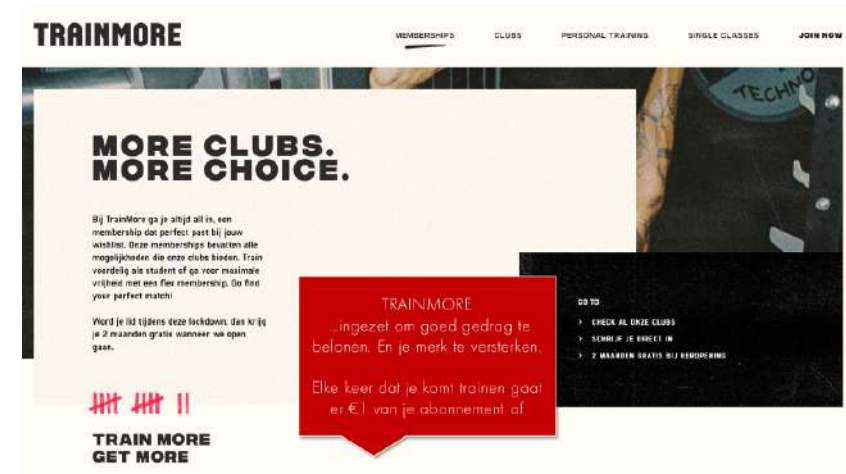 TRAINMORE
MEMBERSHIPS
CLUBS
PERSONAL TRAINING
SINGLE CLASSES
JOIN NOW
TECHNO
MORE CLUBS.
MORE CHOICE.
Bij TrainMore ga je altijd all in, een
membership dat perfect past bij jouw
wishlist. Onze memberships bevatten alle
mogelijkheden die onze clubs bieden. Train
voordelig als student of ga voor maximale
vrijheid met een flex membership. Go find
your perfect match!
Word je lid tijdens deze lockdown, dan krijg
je 2 maanden gratis wanneer we open
gaan.
TRAINMORE
...ingezet om goed gedrag te
belonen. En je merk te versterken.
Elke keer dat je komt trainen gaat
er €1 van je abonnement af
GO TO
> CHECK AL ONZE CLUBS
> SCHRIJF JE DIRECT IN
> 2 MAANDEN GRATIS BIJ HEROPENING
TRAIN MORE
GET MORE